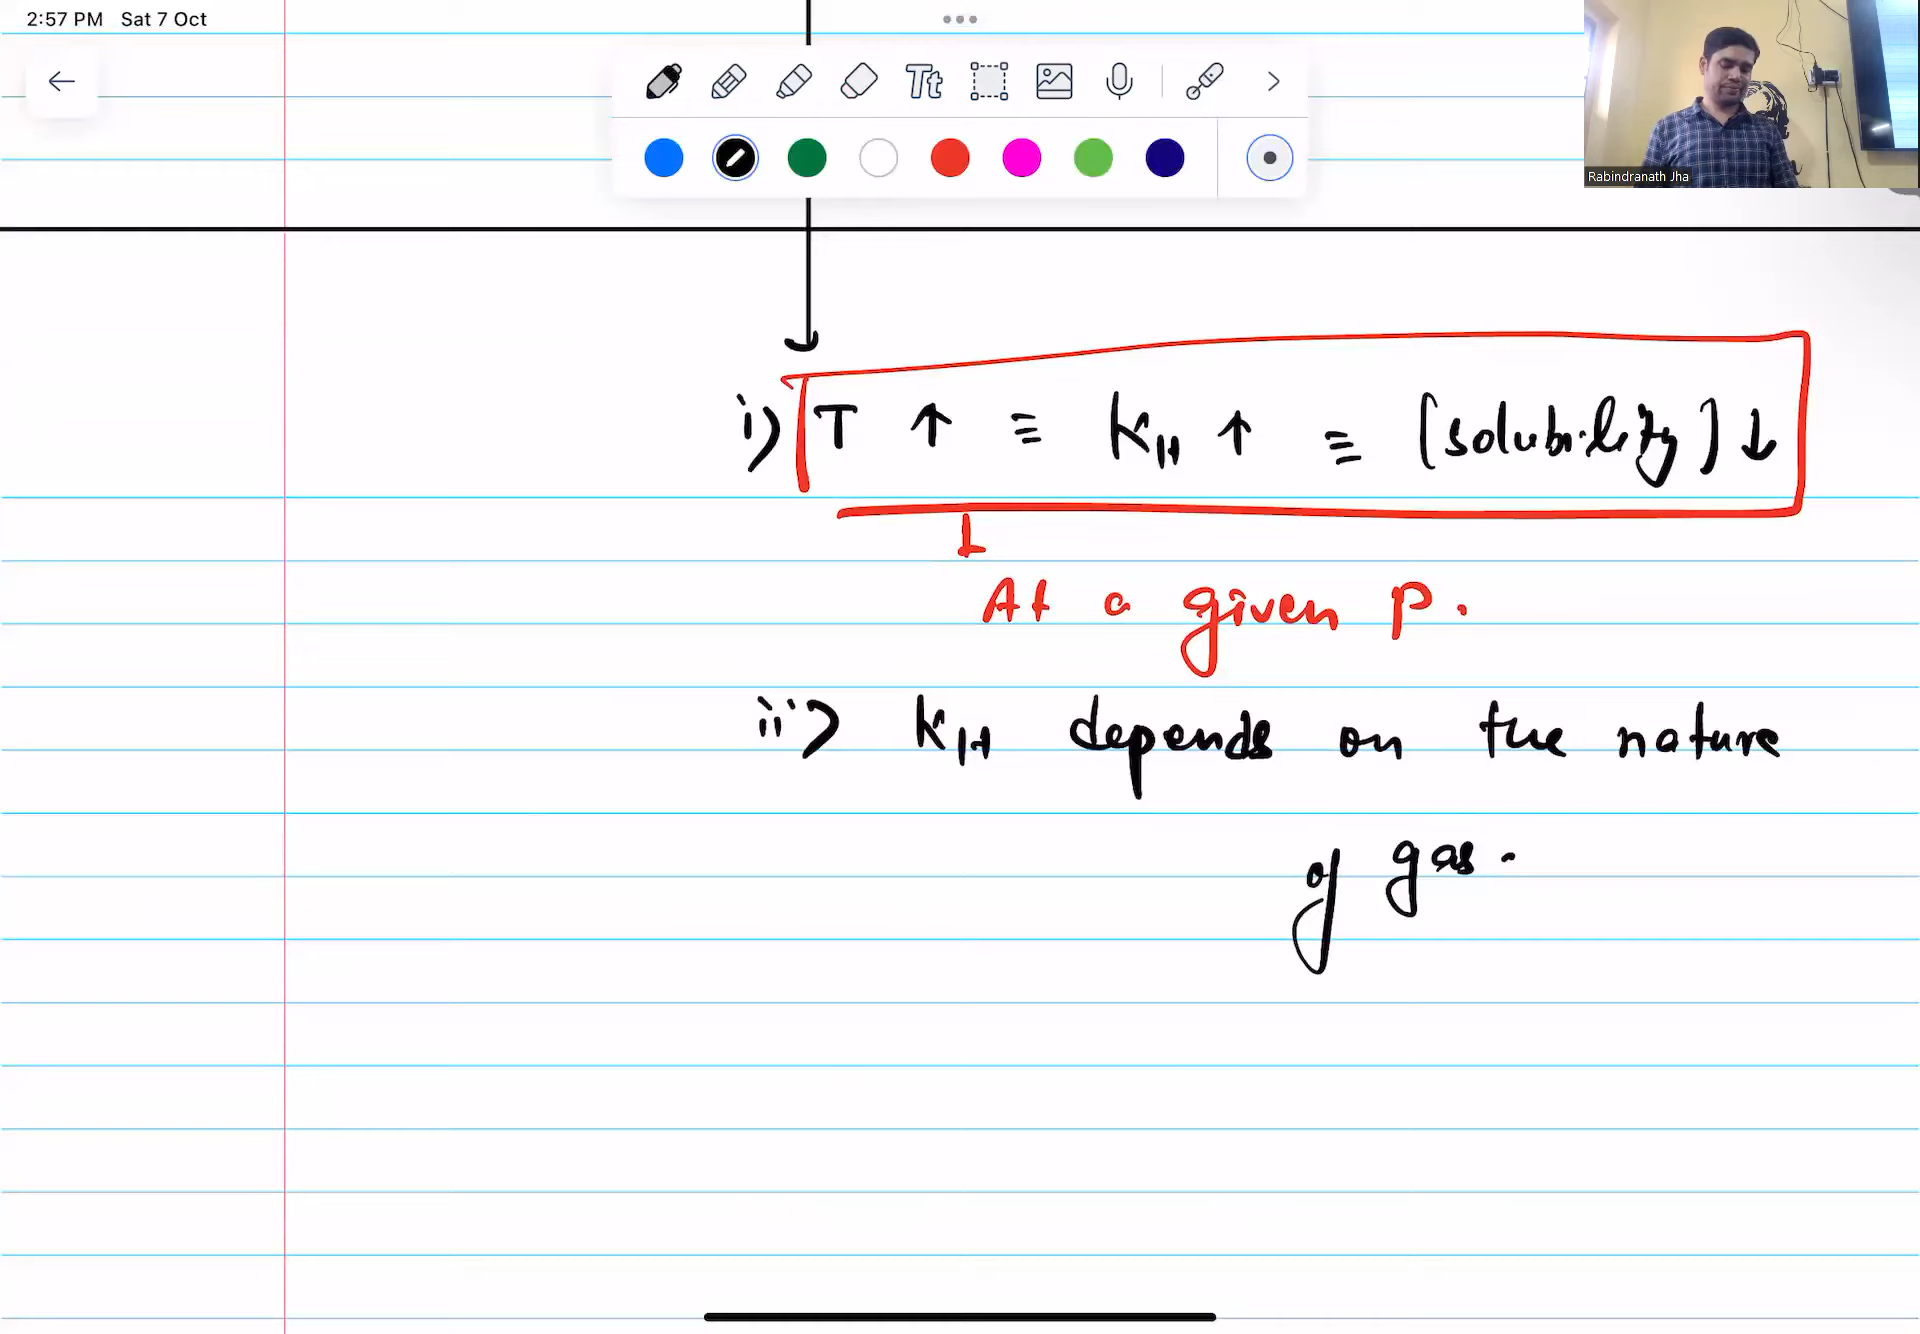 2:57 PM Sat 7 Oct
Tt
Rabindranath Jha
i) T ↑ ≡ KH ↑ ≡ [solubility] ↓
At a given P.
ii) KH depends on the nature
of gas.